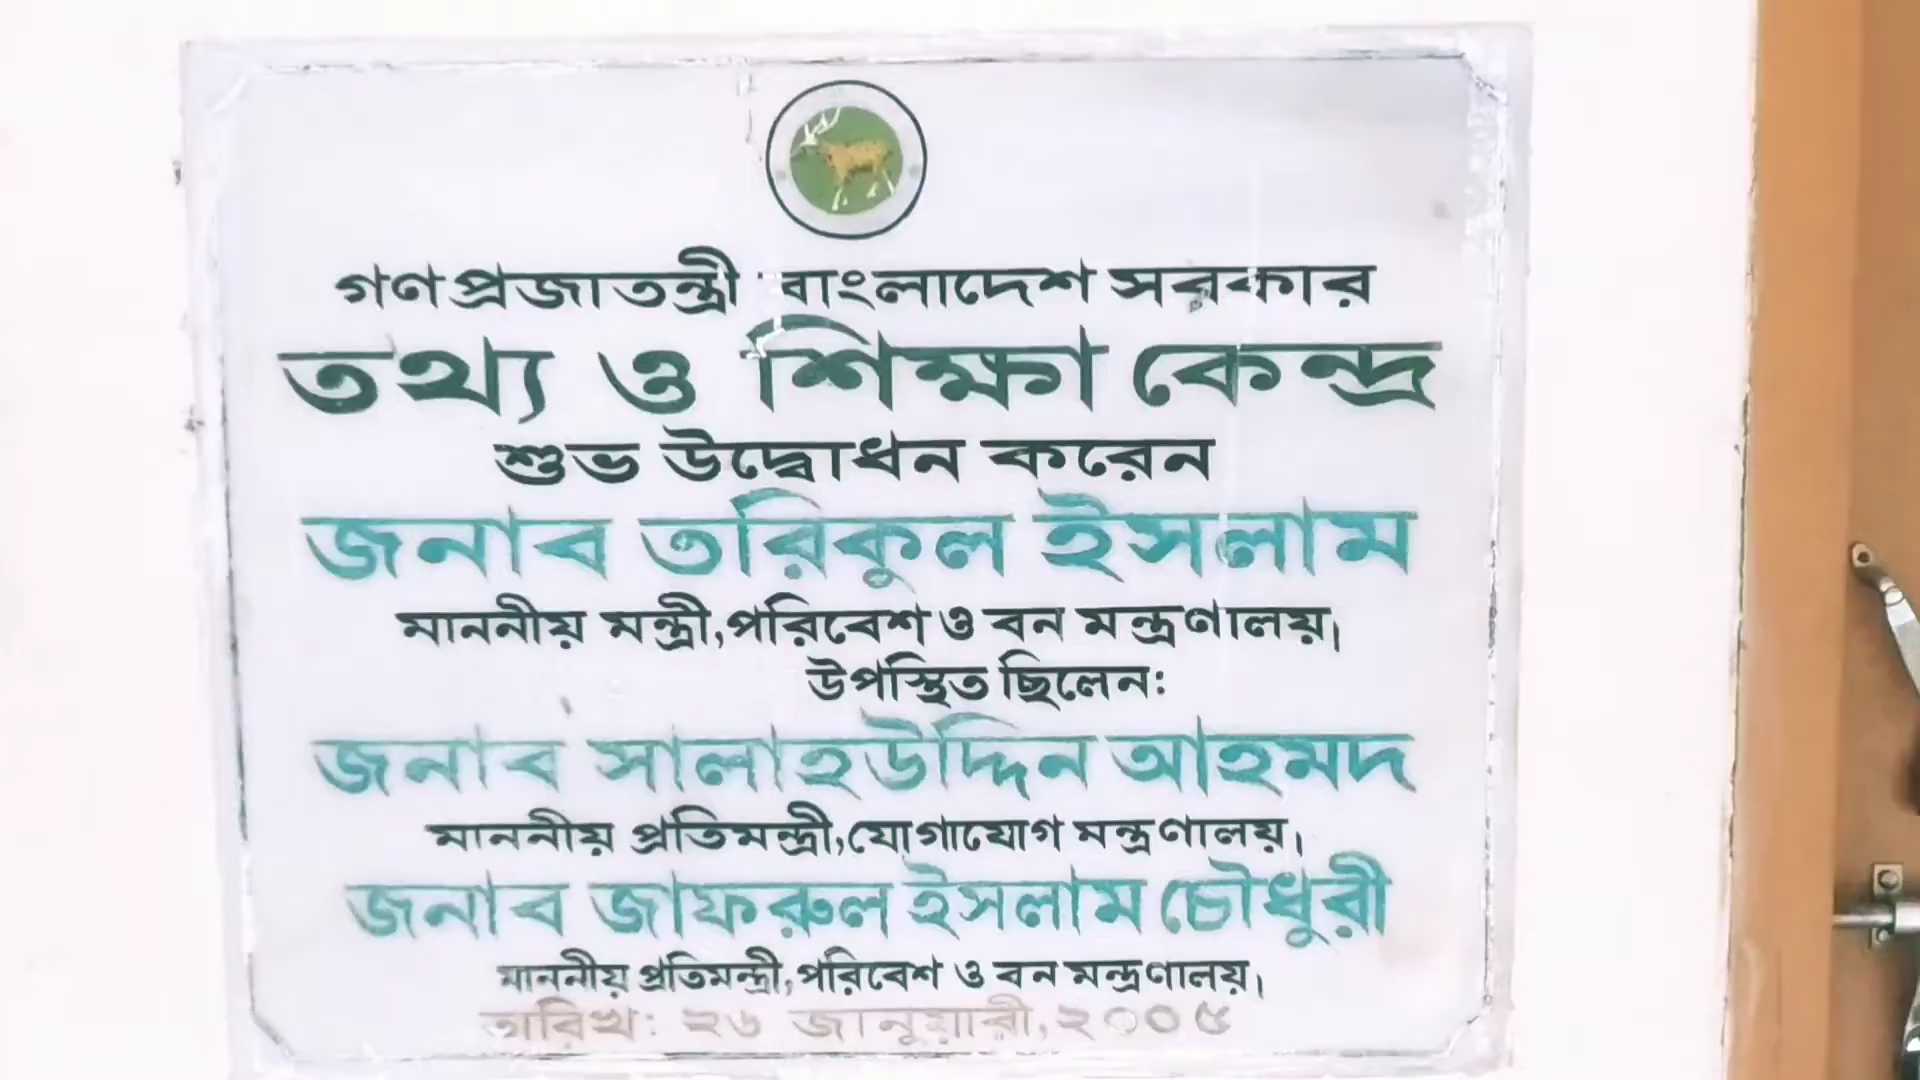 গণপ্রজাতন্ত্রী বাংলাদেশ সরকার
তথ্য ও শিক্ষা কেন্দ্র
শুভ উদ্বোধন করেন
জনাব তরিকুল ইসলাম
মাননীয় মন্ত্রী,পরিবেশ ও বন মন্ত্রণালয়।
উপস্থিত ছিলেন:
জনাব সালাহউদ্দিন আহমদ
মাননীয় প্রতিমন্ত্রী,যোগাযোগ মন্ত্রণালয়।
জনাব জাফরুল ইসলাম চৌধুরী
মাননীয় প্রতিমন্ত্রী,পরিবেশ ও বন মন্ত্রণালয়।
তারিখ: ২৬ জানুয়ারী,২০০৫